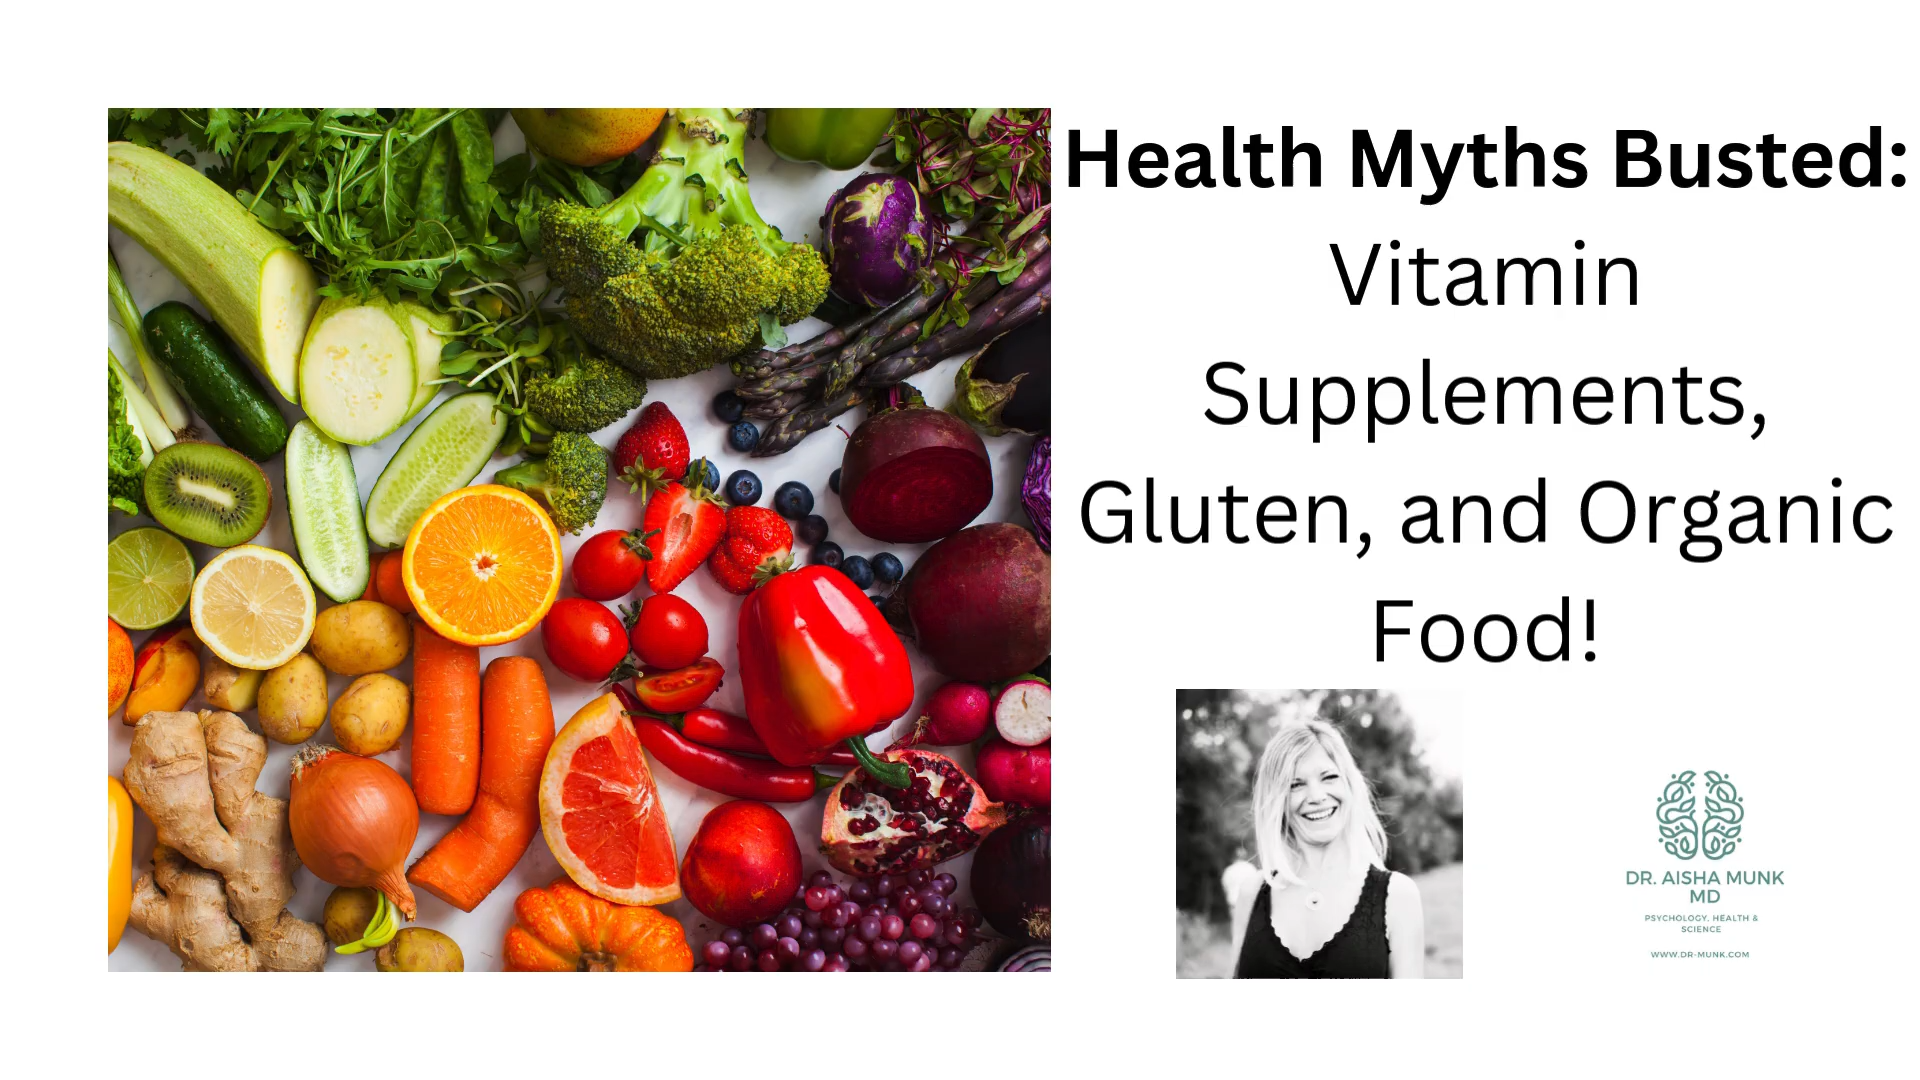 Health Myths Busted:
Vitamin
Supplements,
Gluten, and Organic
Food!
DR. AISHA MUNK
MD
PSYCHOLOGY, HEALTH &
SCIENCE
WWW.DR-MUNK.COM